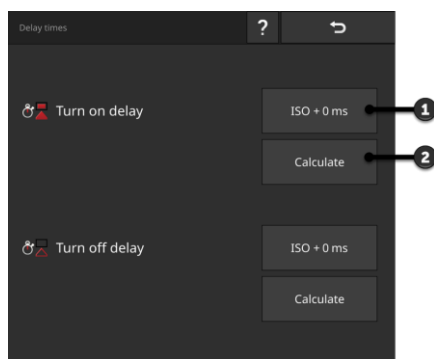 Delay times ?
Turn on delay ISO + 0 ms 1
Calculate 2
Turn off delay ISO + 0 ms
Calculate